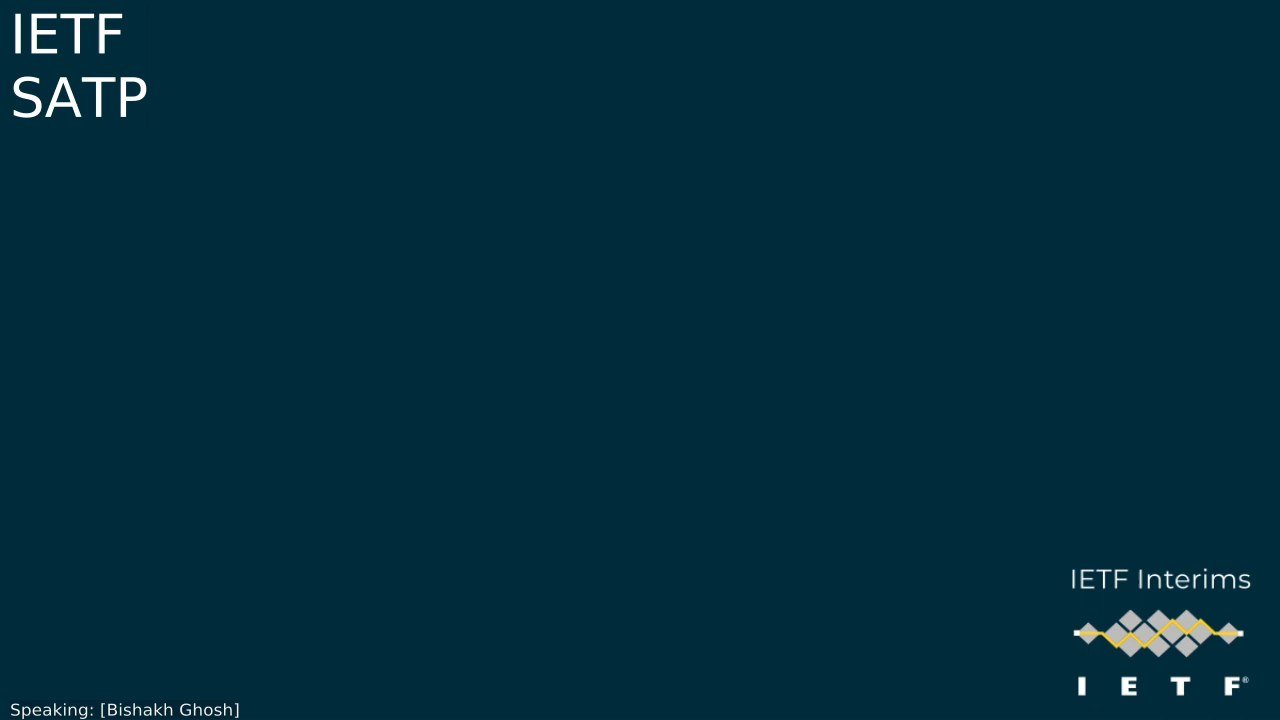 IETF
SATP
IETF Interims
I E T F®
Speaking: [Bishakh Ghosh]